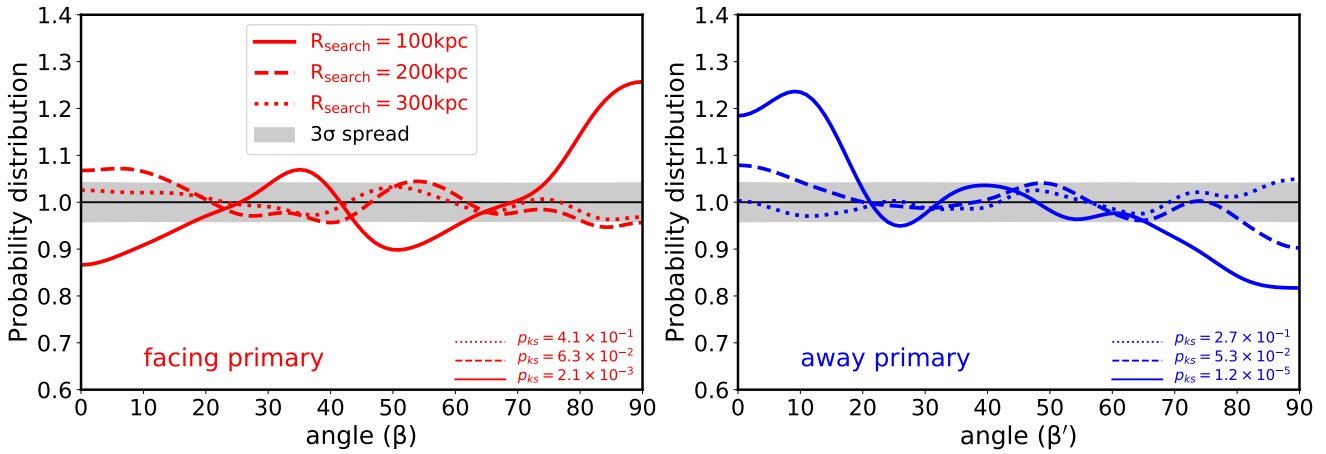 1.4
1.3
1.2
1.1
1.0
0.9
0.8
0.7
0.6
Probability distribution
R_search = 100kpc
R_search = 200kpc
R_search = 300kpc
3σ spread
facing primary
p_ks = 4.1 × 10^-1
p_ks = 6.3 × 10^-2
p_ks = 2.1 × 10^-3
0 10 20 30 40 50 60 70 80 90
angle (β)
1.4
1.3
1.2
1.1
1.0
0.9
0.8
0.7
0.6
Probability distribution
away primary
p_ks = 2.7 × 10^-1
p_ks = 5.3 × 10^-2
p_ks = 1.2 × 10^-5
0 10 20 30 40 50 60 70 80 90
angle (β′)